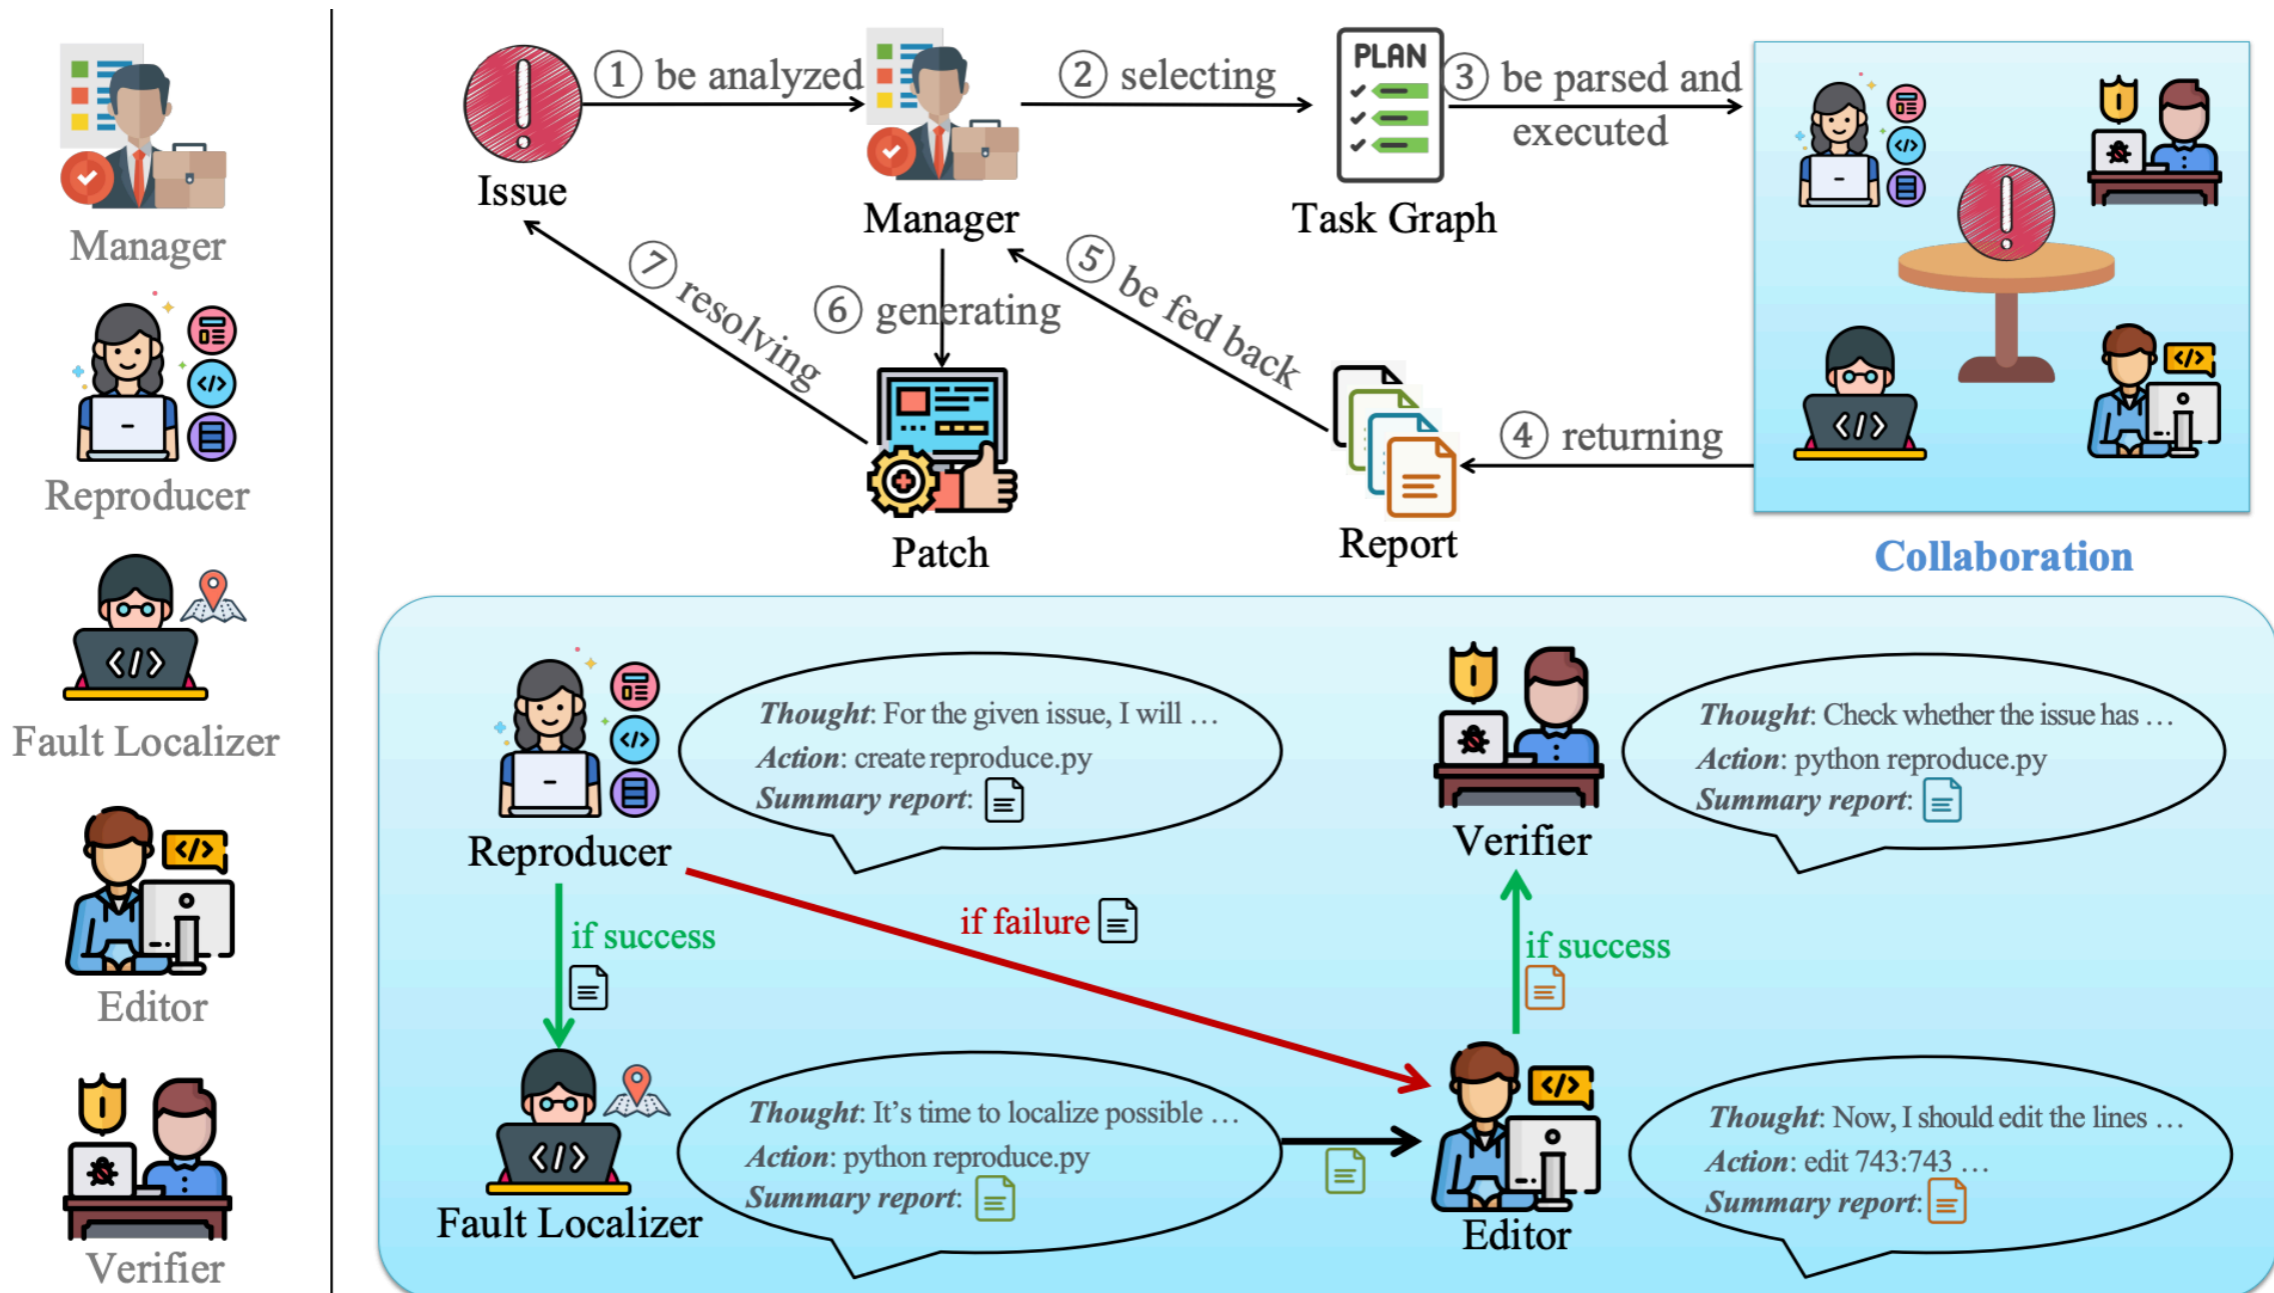 Manager
Reproducer
Fault Localizer
Editor
Verifier
① be analyzed
② selecting
PLAN
③ be parsed and
executed
Issue
Manager
Task Graph
⑦ resolving
⑥ generating
⑤ be fed back
④ returning
Patch
Report
Collaboration
Thought: For the given issue, I will …
Action: create reproduce.py
Summary report:
Reproducer
Thought: Check whether the issue has …
Action: python reproduce.py
Summary report:
Verifier
if success
if failure
if success
Thought: It's time to localize possible …
Action: python reproduce.py
Summary report:
Fault Localizer
Thought: Now, I should edit the lines …
Action: edit 743:743 …
Summary report:
Editor